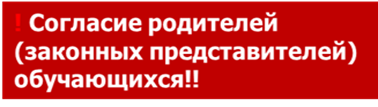 ! Согласие родителей
(законных представителей)
обучающихся!!